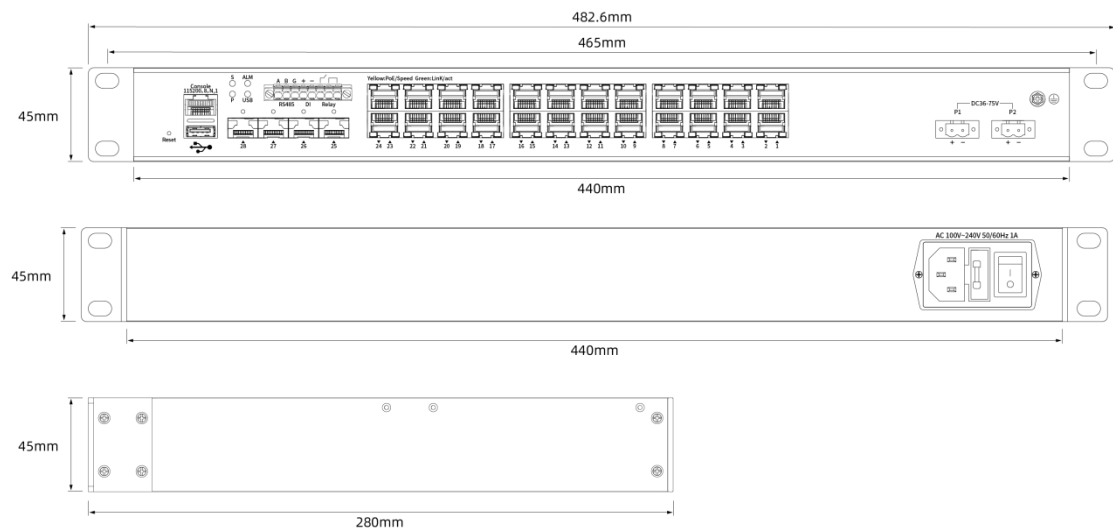 482.6mm
465mm
45mm
Yellow:PoE/Speed Green:LinK/act
S ALM
P USB
Console
115200,8,N,1
A B G + −
RS485 DI Relay
Reset
28 27 26 25
24 23 22 21 20 19 18 17 16 15 14 13 12 11 10 9 8 7 6 5 4 3 2 1
DC36-75V
P1 P2
+ − + −
440mm
45mm
AC 100V~240V 50/60Hz 1A
440mm
45mm
280mm